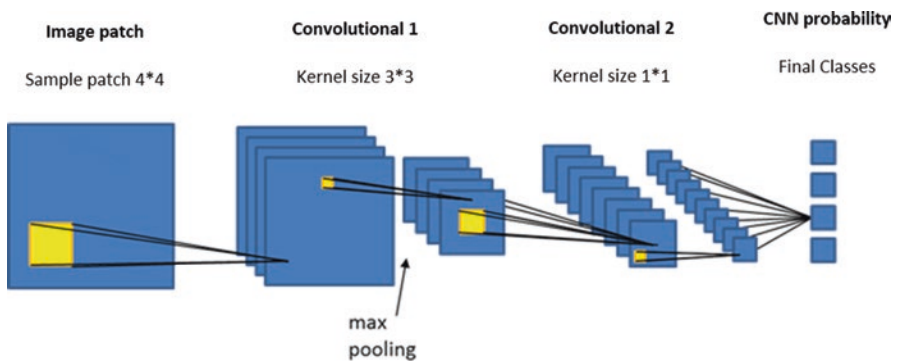 Image patch
Sample patch 4*4
Convolutional 1
Kernel size 3*3
Convolutional 2
Kernel size 1*1
CNN probability
Final Classes
max
pooling